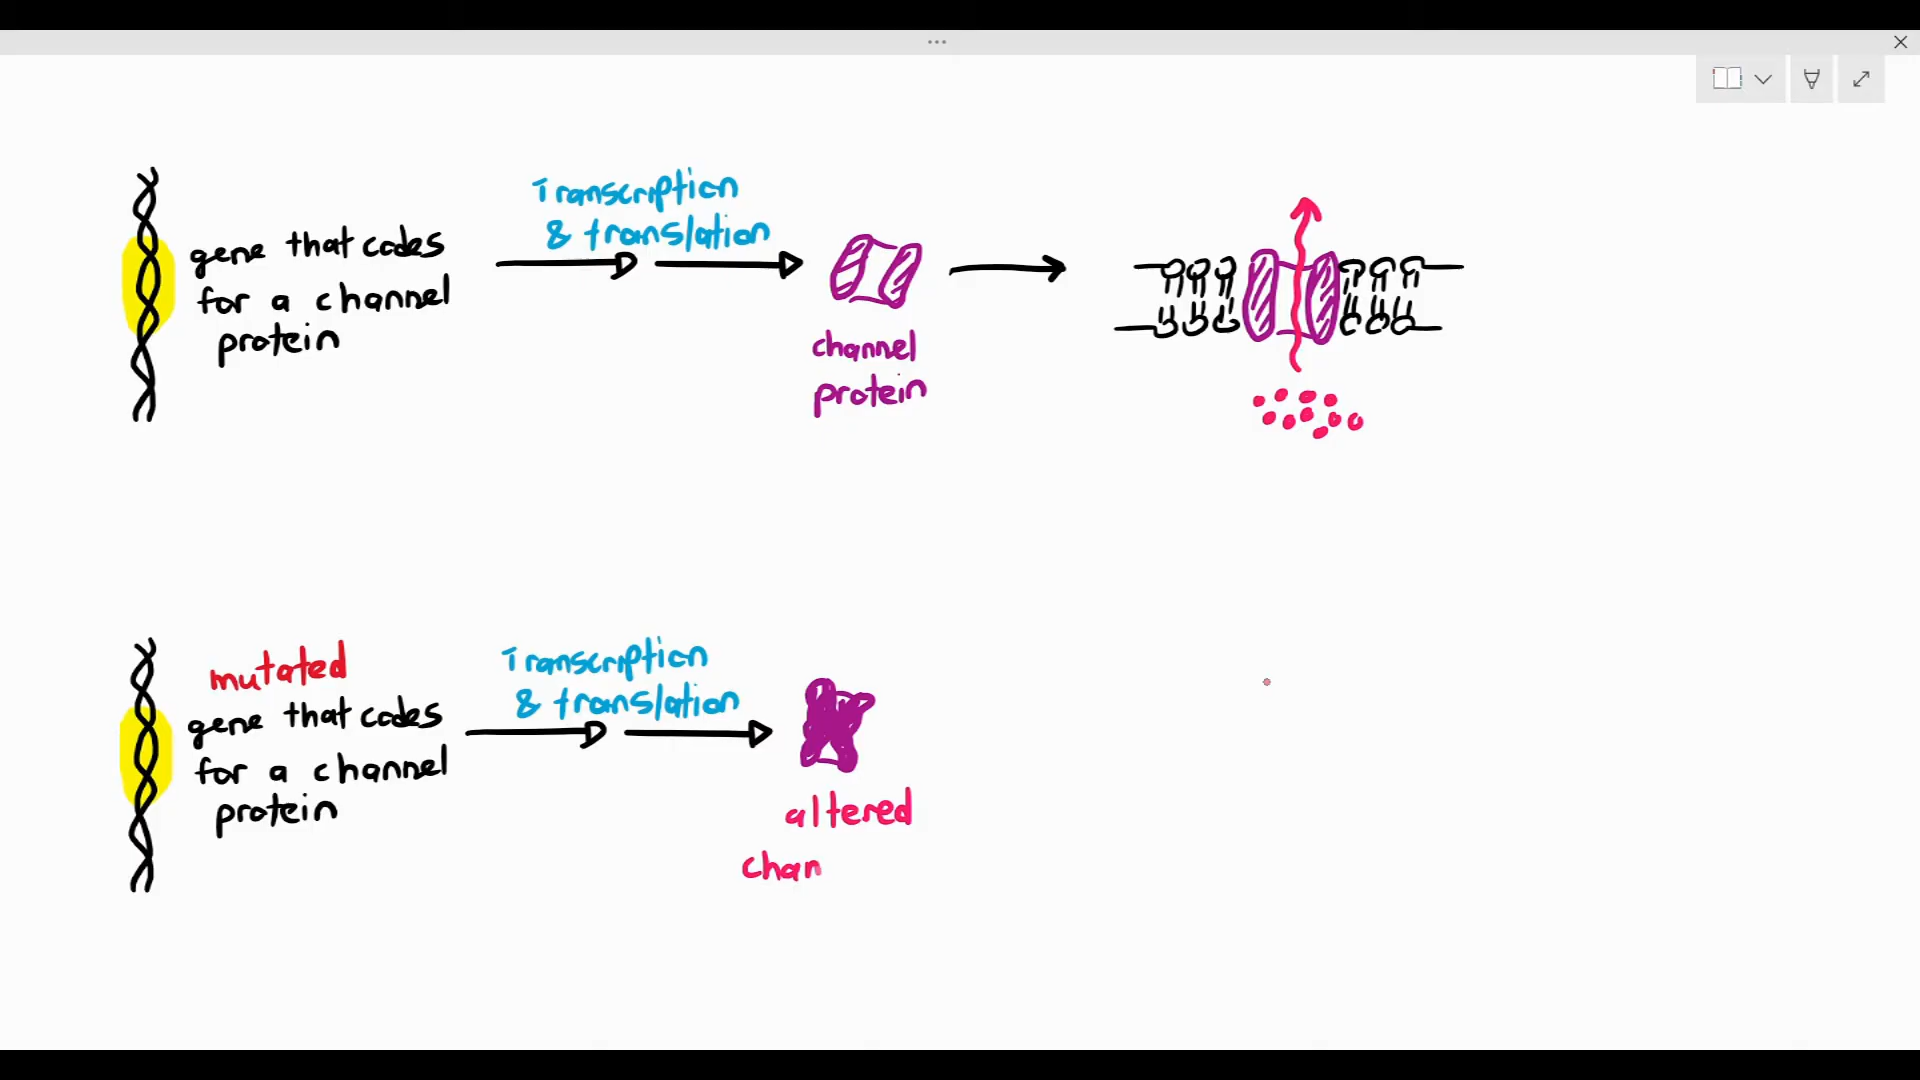 Transcription
& translation
gene that codes
for a channel
protein
channel
protein
mutated
gene that codes
for a channel
protein
Transcription
& translation
altered
chan